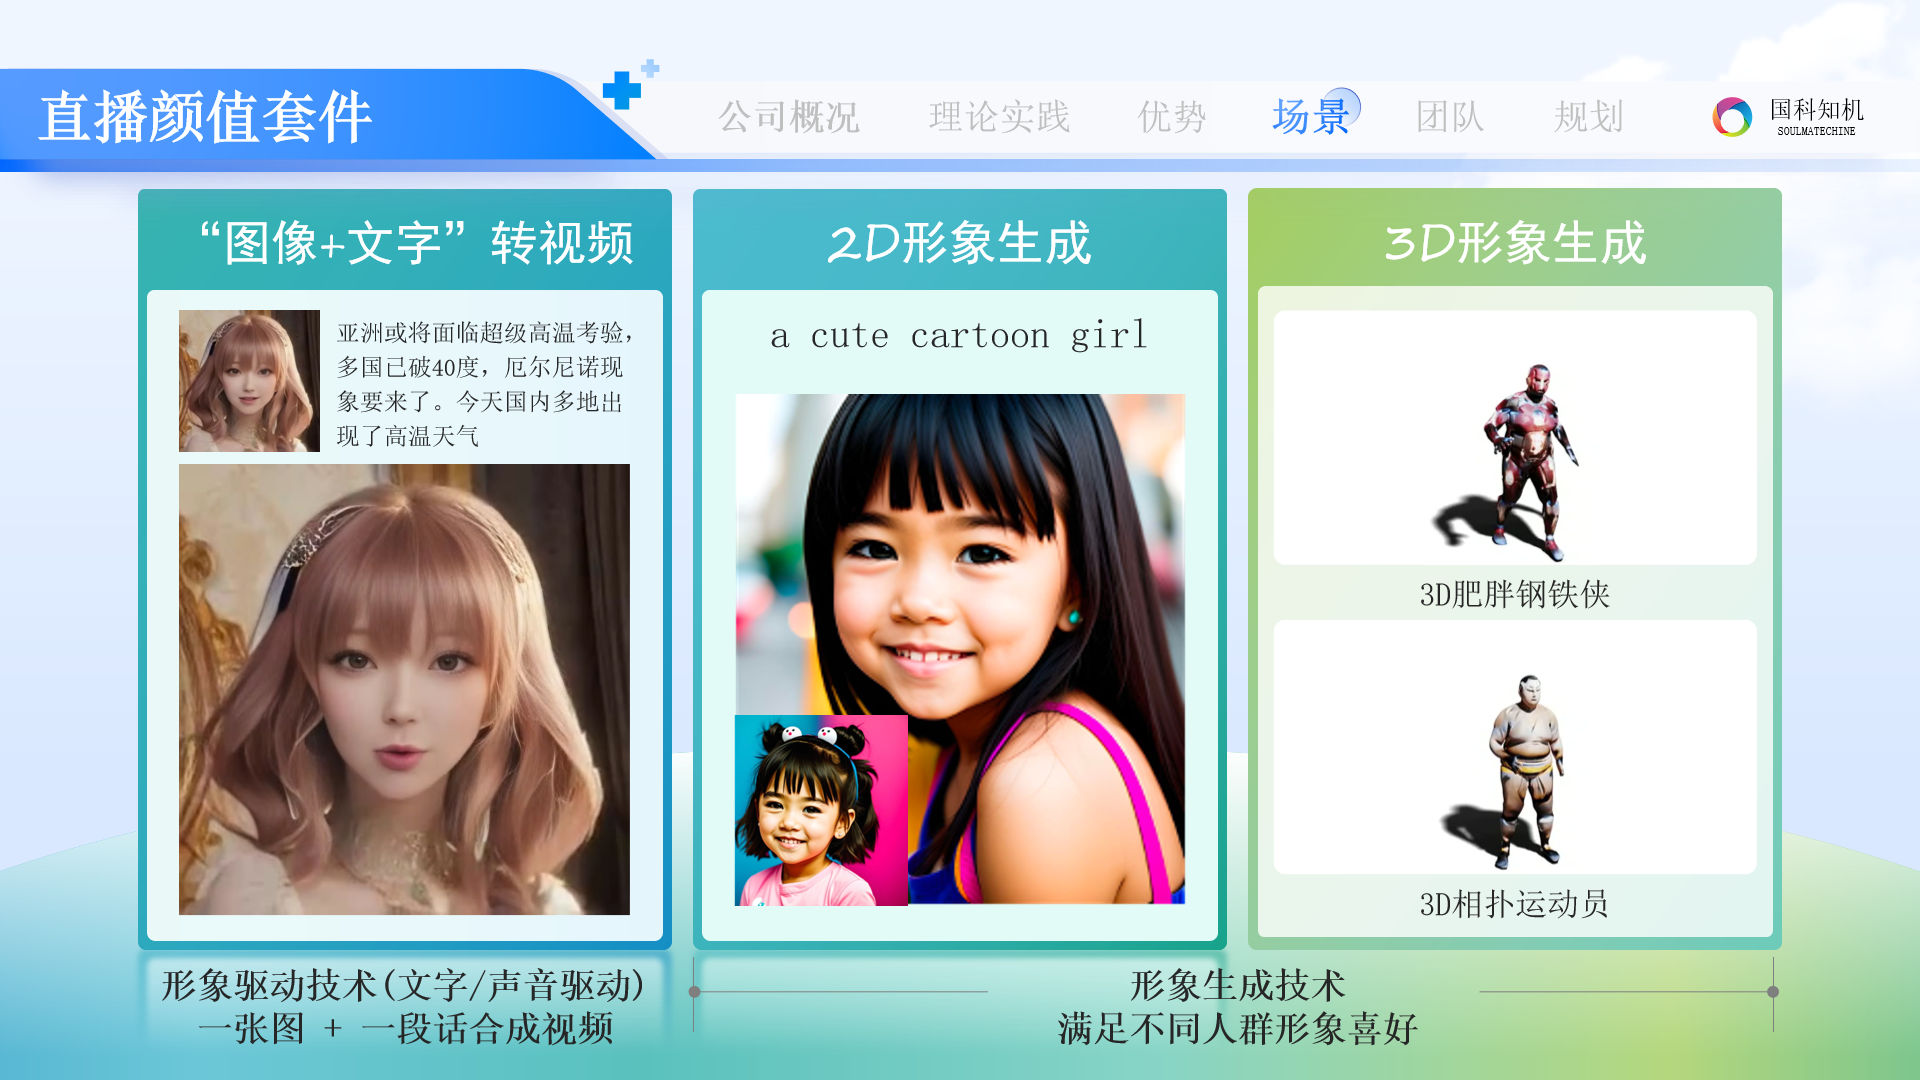 直播颜值套件
公司概况
理论实践
优势
场景
团队
规划
国科知机
SOULMATECHINE
“图像+文字”转视频
亚洲或将面临超级高温考验，
多国已破40度，厄尔尼诺现
象要来了。今天国内多地出
现了高温天气
2D形象生成
a cute cartoon girl
3D形象生成
3D肥胖钢铁侠
3D相扑运动员
形象驱动技术(文字/声音驱动)
一张图 + 一段话合成视频
形象生成技术
满足不同人群形象喜好